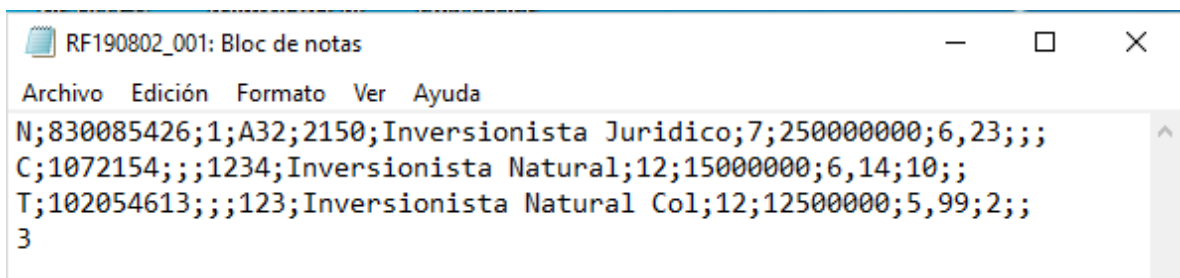 RF190802_001: Bloc de notas
Archivo Edición Formato Ver Ayuda
N;830085426;1;A32;2150;Inversionista Juridico;7;250000000;6,23;;;
C;1072154;;;1234;Inversionista Natural;12;15000000;6,14;10;;
T;102054613;;;123;Inversionista Natural Col;12;12500000;5,99;2;;
3